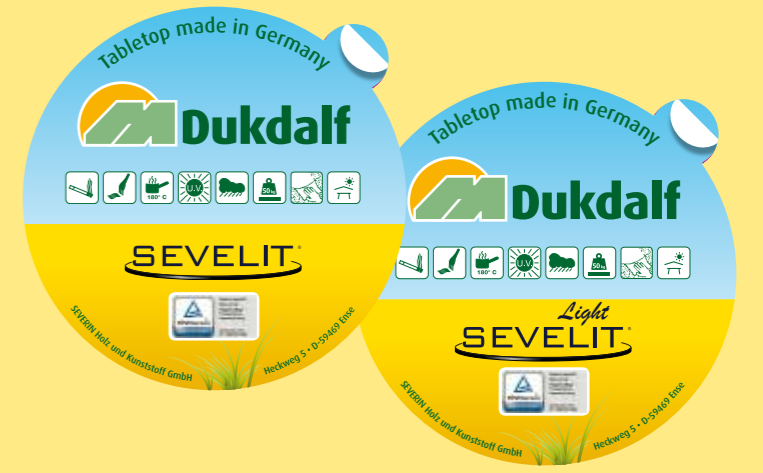 Tabletop made in Germany
Dukdalf
180° C
U.V.
50 kg
SEVELIT®
SEVERIN Holz und Kunststoff GmbH
Heckweg 5 • D-59469 Ense
Tabletop made in Germany
Dukdalf
180° C
U.V.
50 kg
Light
SEVELIT®
SEVERIN Holz und Kunststoff GmbH
Heckweg 5 • D-59469 Ense